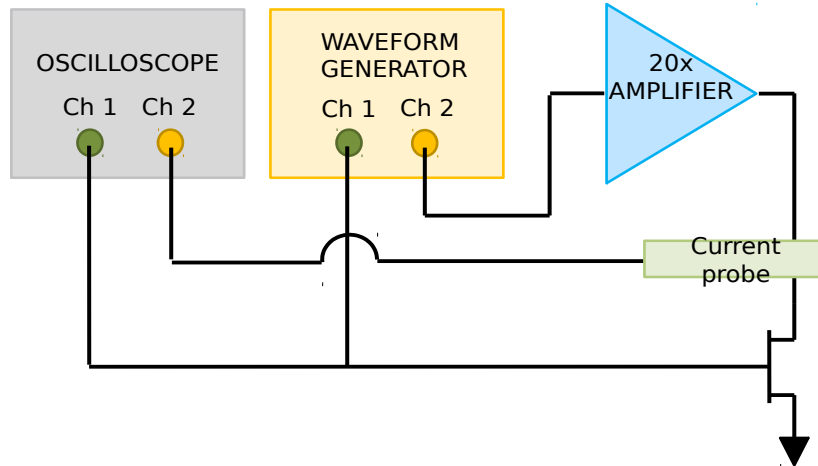 OSCILLOSCOPE
Ch 1 Ch 2
WAVEFORM
GENERATOR
Ch 1 Ch 2
20x
AMPLIFIER
Current
probe